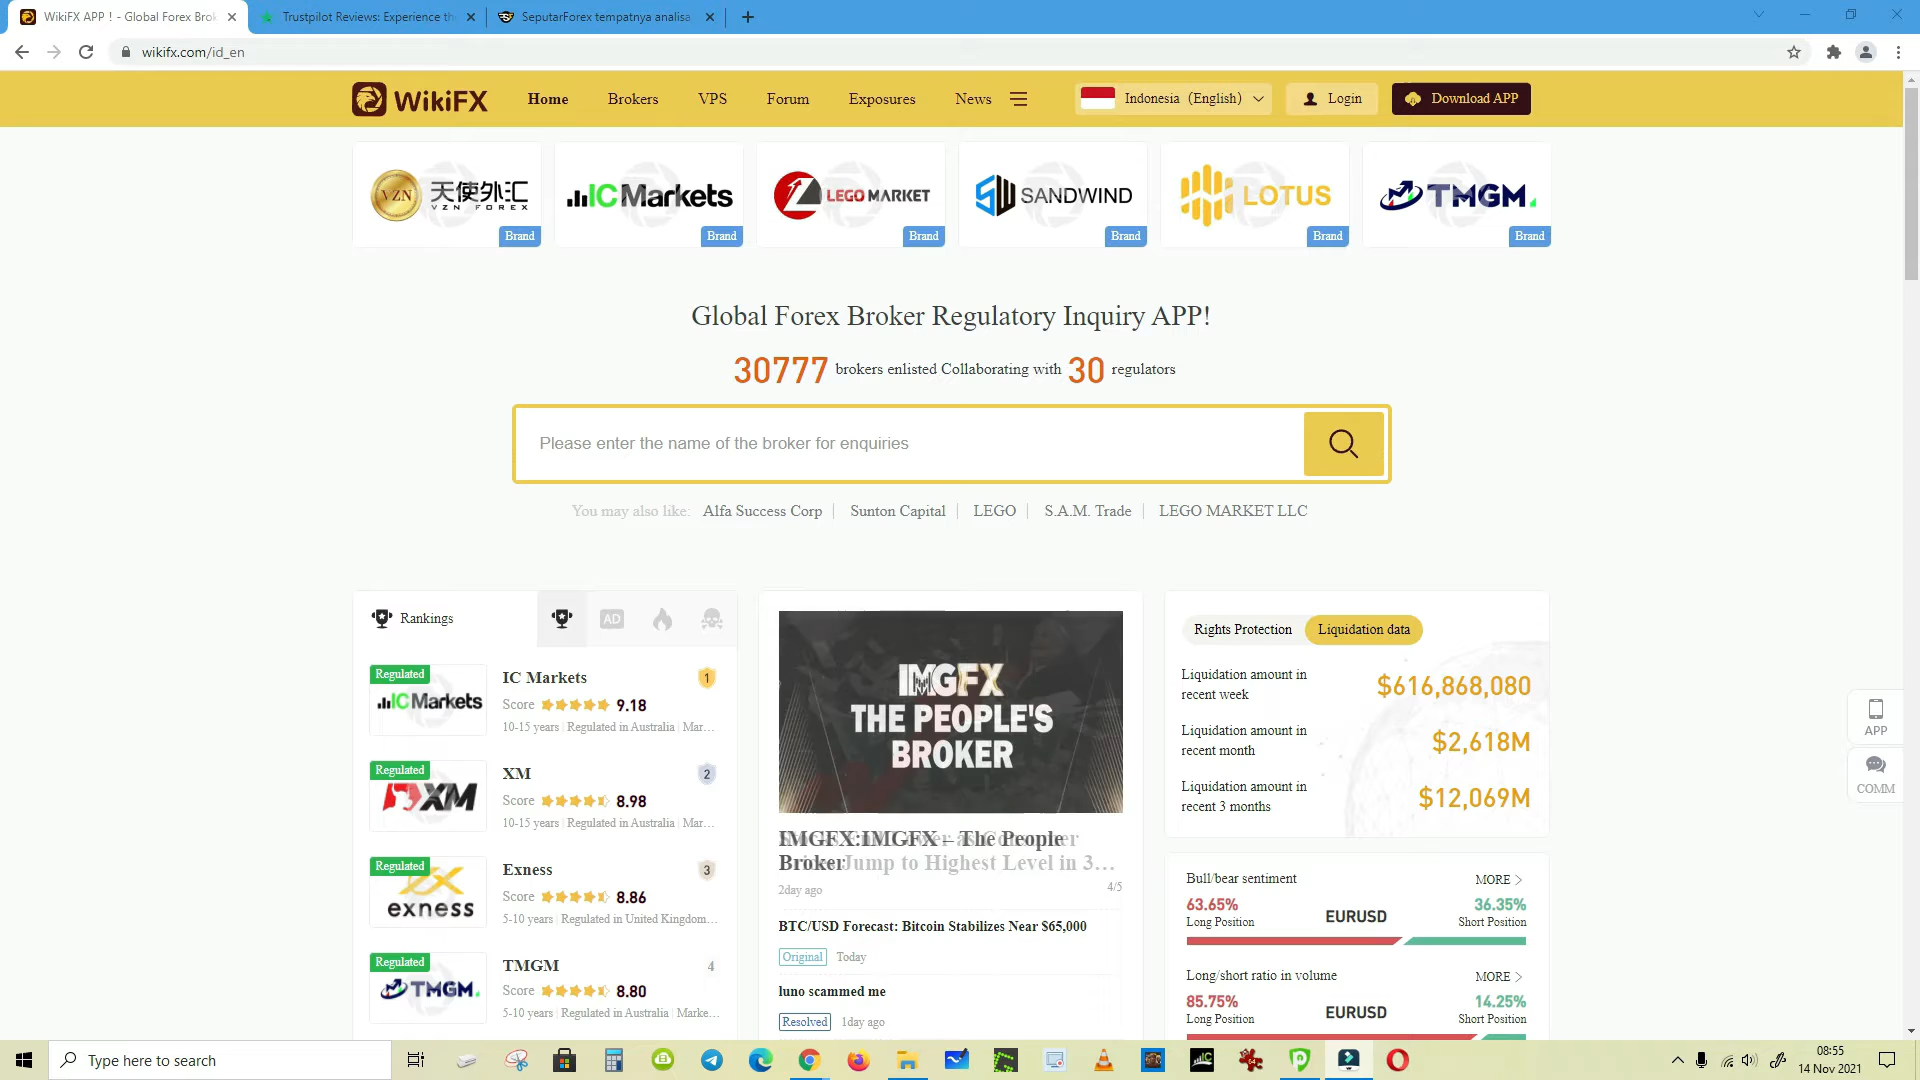 WikiFX APP ! - Global Forex Brok
Trustpilot Reviews: Experience th
SeputarForex tempatnya analisa
wikifx.com/id_en
WikiFX
Home
Brokers
VPS
Forum
Exposures
News
Indonesia (English)
Login
Download APP
VZN
天使外汇
VZN FOREX
Brand
IC Markets
Brand
LEGO MARKET
Brand
SANDWIND
Brand
LOTUS
Brand
TMGM
Brand
Global Forex Broker Regulatory Inquiry APP!
30777 brokers enlisted Collaborating with 30 regulators
Please enter the name of the broker for enquiries
You may also like: Alfa Success Corp Sunton Capital LEGO S.A.M. Trade LEGO MARKET LLC
Rankings
AD
Regulated
IC Markets
IC Markets
1
Score 9.18
10-15 years | Regulated in Australia | Mar...
Regulated
XM
XM
2
Score 8.98
10-15 years | Regulated in Australia | Mar...
Regulated
exness
Exness
3
Score 8.86
5-10 years | Regulated in United Kingdom...
Regulated
TMGM
TMGM
4
Score 8.80
5-10 years | Regulated in Australia | Marke...
IMGFX
THE PEOPLE'S
BROKER
IMGFX:IMGFX – The People
Broker Jump to Highest Level in 3...
2day ago
4/5
BTC/USD Forecast: Bitcoin Stabilizes Near $65,000
Original Today
luno scammed me
Resolved 1day ago
Rights Protection
Liquidation data
Liquidation amount in
recent week
$616,868,080
Liquidation amount in
recent month
$2,618M
Liquidation amount in
recent 3 months
$12,069M
Bull/bear sentiment
MORE
63.65%
Long Position
EURUSD
36.35%
Short Position
Long/short ratio in volume
MORE
85.75%
Long Position
EURUSD
14.25%
Short Position
APP
COMM
Type here to search
08:55
14 Nov 2021